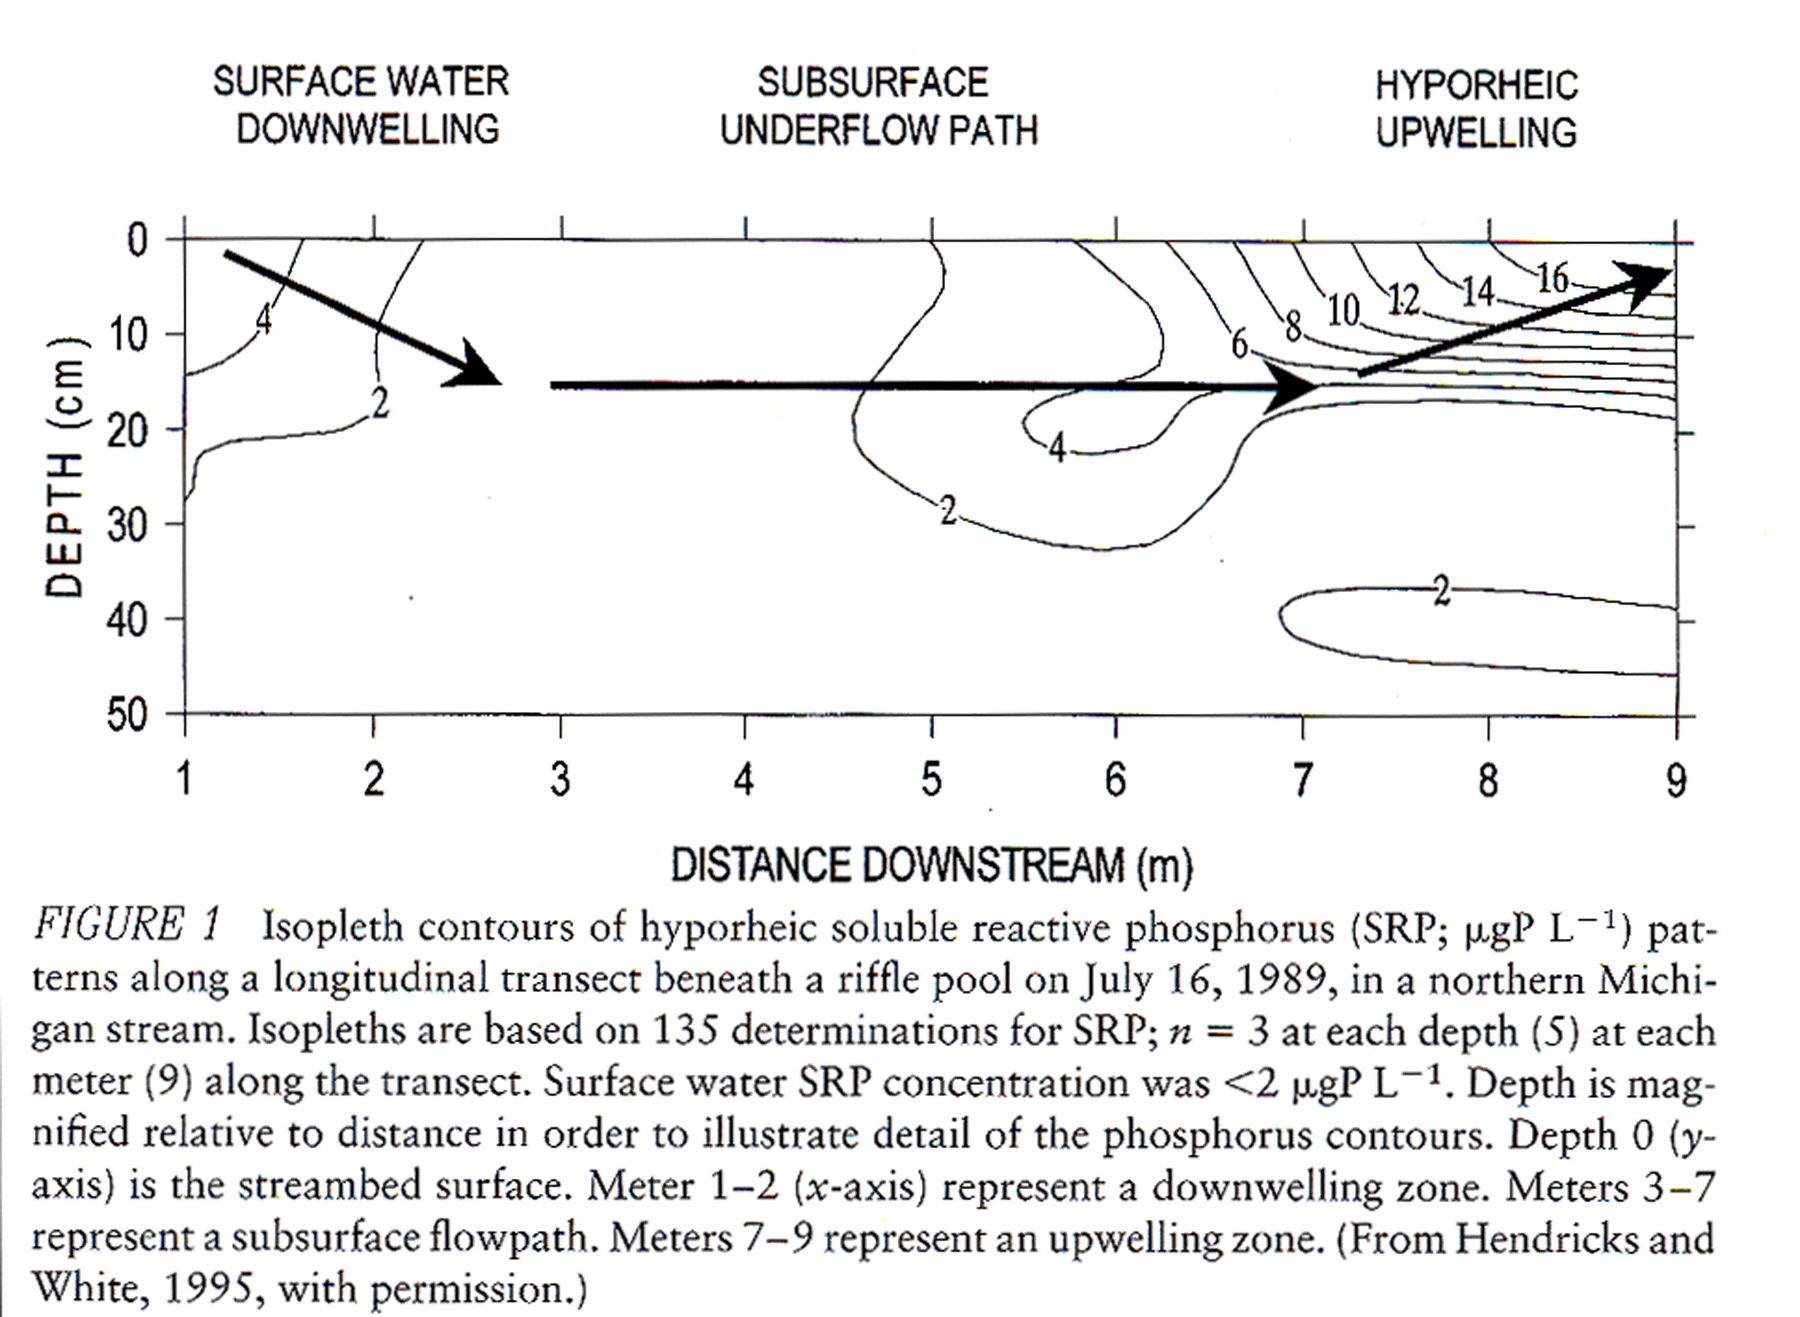 SURFACE WATER
DOWNWELLING
SUBSURFACE
UNDERFLOW PATH
HYPORHEIC
UPWELLING
0
10
20
30
40
50
DEPTH (cm)
4
2
2
4
6
8
10
12
14
16
2
1 2 3 4 5 6 7 8 9
DISTANCE DOWNSTREAM (m)
FIGURE 1 Isopleth contours of hyporheic soluble reactive phosphorus (SRP; µgP L⁻¹) pat-
terns along a longitudinal transect beneath a riffle pool on July 16, 1989, in a northern Michi-
gan stream. Isopleths are based on 135 determinations for SRP; n = 3 at each depth (5) at each
meter (9) along the transect. Surface water SRP concentration was <2 µgP L⁻¹. Depth is mag-
nified relative to distance in order to illustrate detail of the phosphorus contours. Depth 0 (y-
axis) is the streambed surface. Meter 1–2 (x-axis) represent a downwelling zone. Meters 3–7
represent a subsurface flowpath. Meters 7–9 represent an upwelling zone. (From Hendricks and
White, 1995, with permission.)